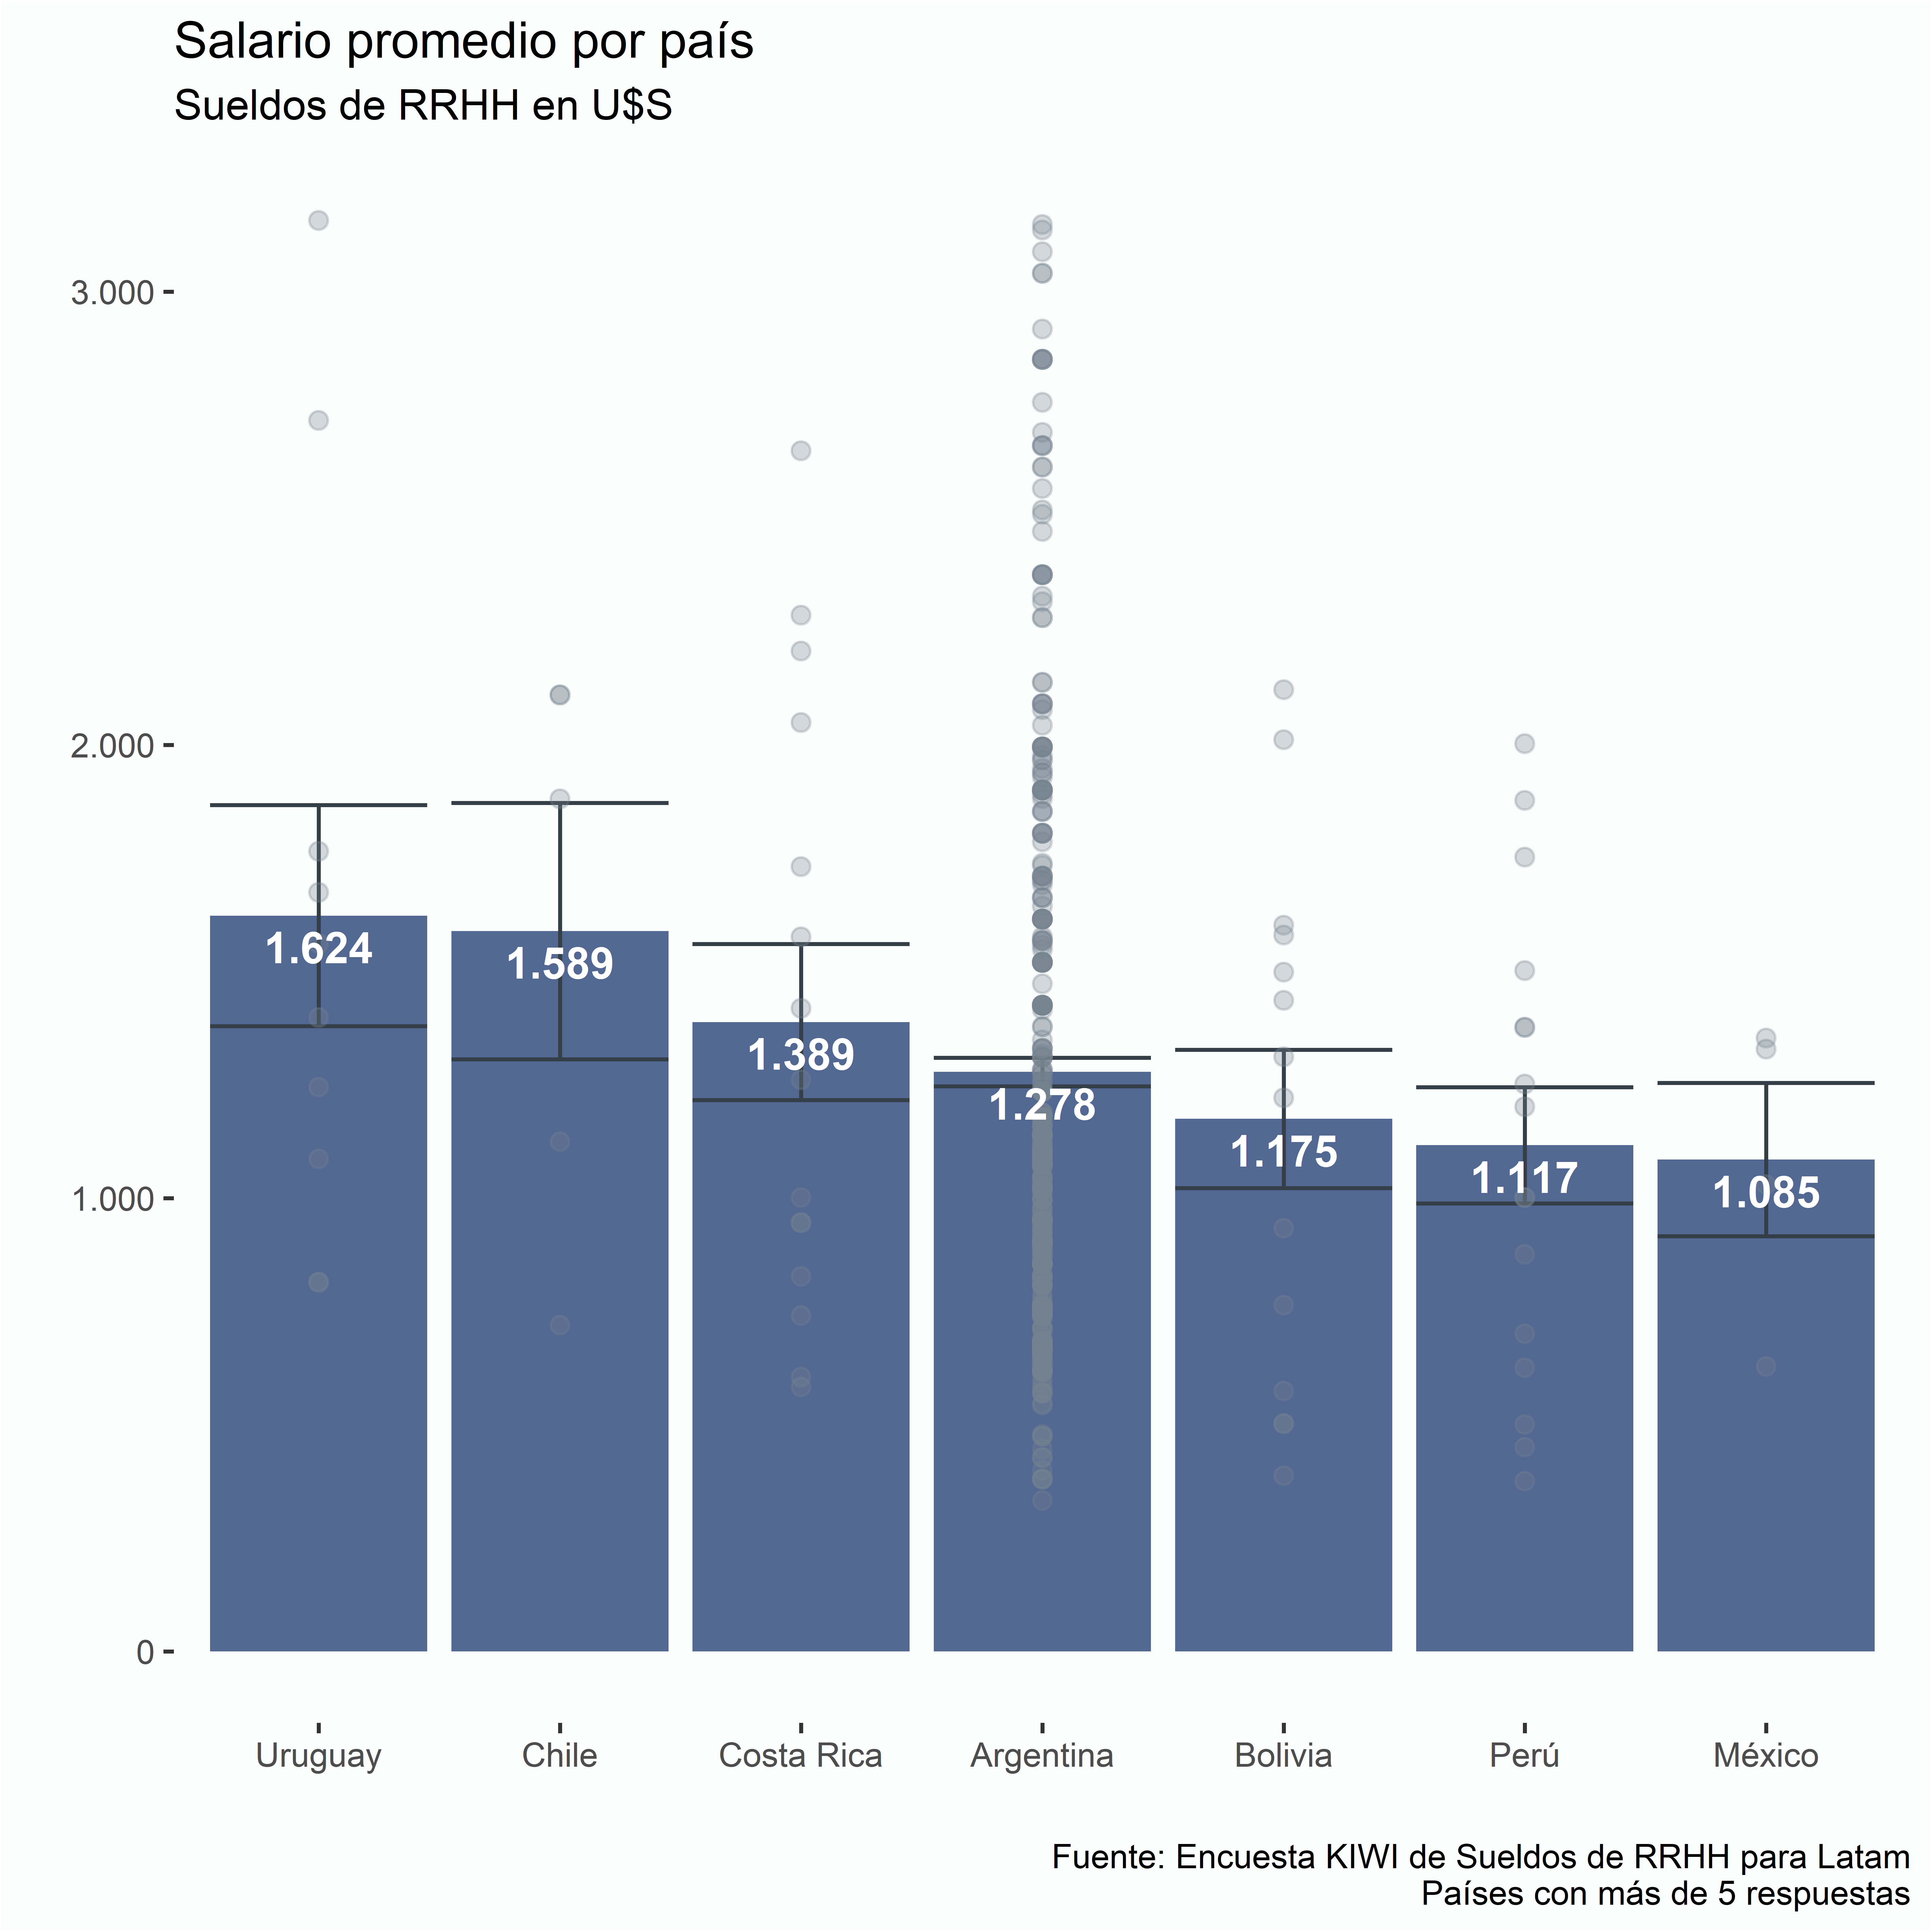 Salario promedio por país
Sueldos de RRHH en U$S
3.000
2.000
1.000
0
1.624
1.589
1.389
1.278
1.175
1.117
1.085
Uruguay
Chile
Costa Rica
Argentina
Bolivia
Perú
México
Fuente: Encuesta KIWI de Sueldos de RRHH para Latam
Países con más de 5 respuestas